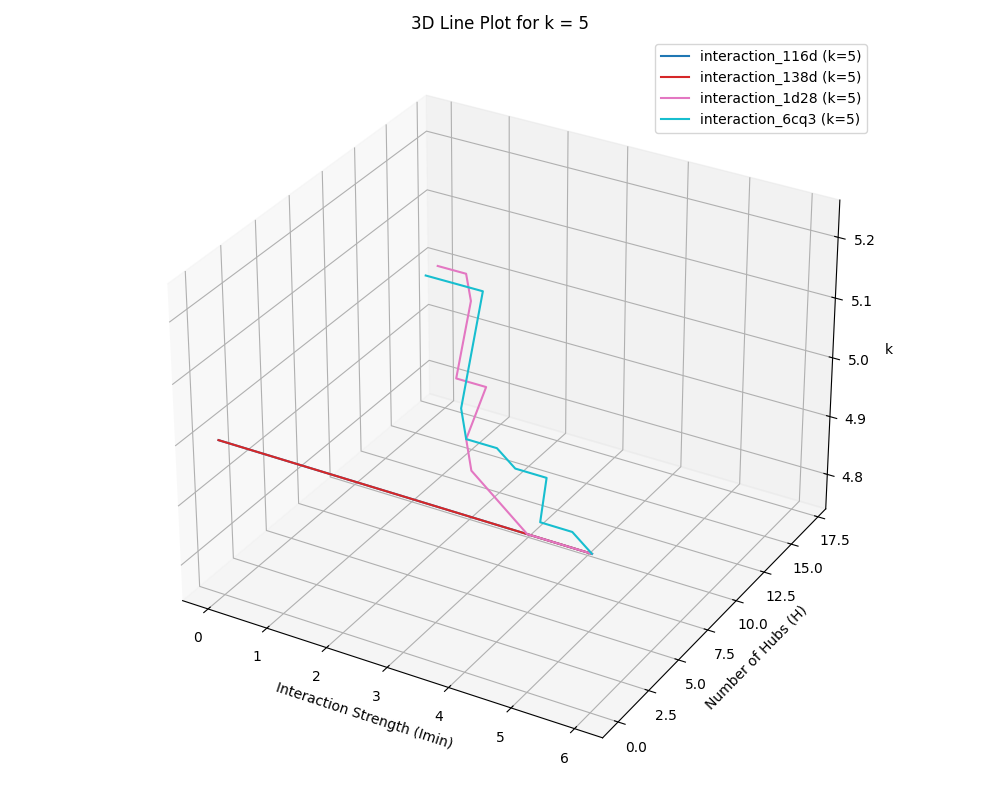 3D Line Plot for k = 5
interaction_116d (k=5)
interaction_138d (k=5)
interaction_1d28 (k=5)
interaction_6cq3 (k=5)
5.2
5.1
k
5.0
4.9
4.8
17.5
15.0
12.5
10.0
7.5
5.0
2.5
0.0
Number of Hubs (H)
0
1
2
3
4
5
6
Interaction Strength (Imin)